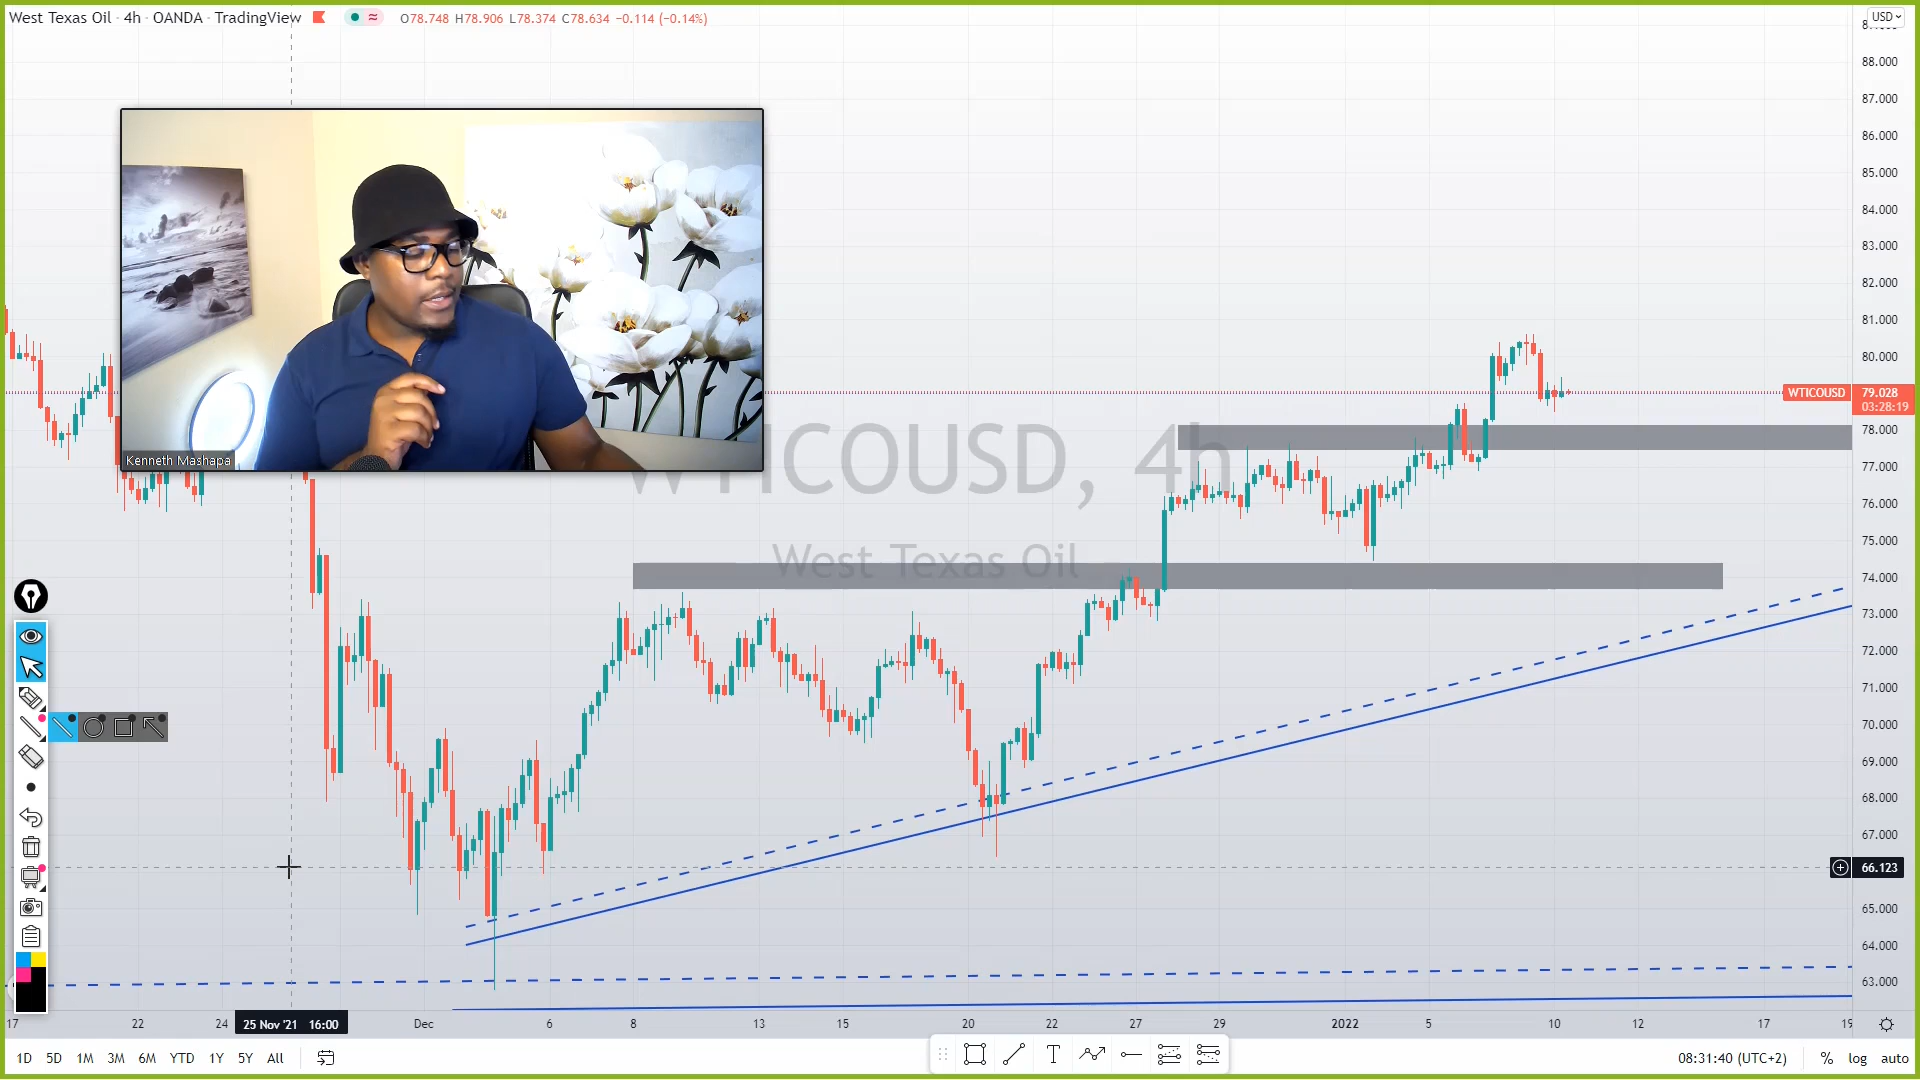 West Texas Oil · 4h · OANDA · TradingView
O78.748 H78.906 L78.374 C78.634 −0.114 (−0.14%)
USD
88.000
87.000
86.000
85.000
84.000
83.000
82.000
81.000
80.000
WTICOUSD 79.028
03:28:19
78.000
77.000
76.000
75.000
74.000
73.000
72.000
71.000
70.000
69.000
68.000
67.000
66.123
65.000
64.000
63.000
Kenneth Mashapa
WTICOUSD, 4h
West Texas Oil
17 22 24 25 Nov '21 16:00 Dec 6 8 13 15 20 22 27 29 2022 5 10 12 17 19
1D 5D 1M 3M 6M YTD 1Y 5Y All
T
08:31:40 (UTC+2) % log auto